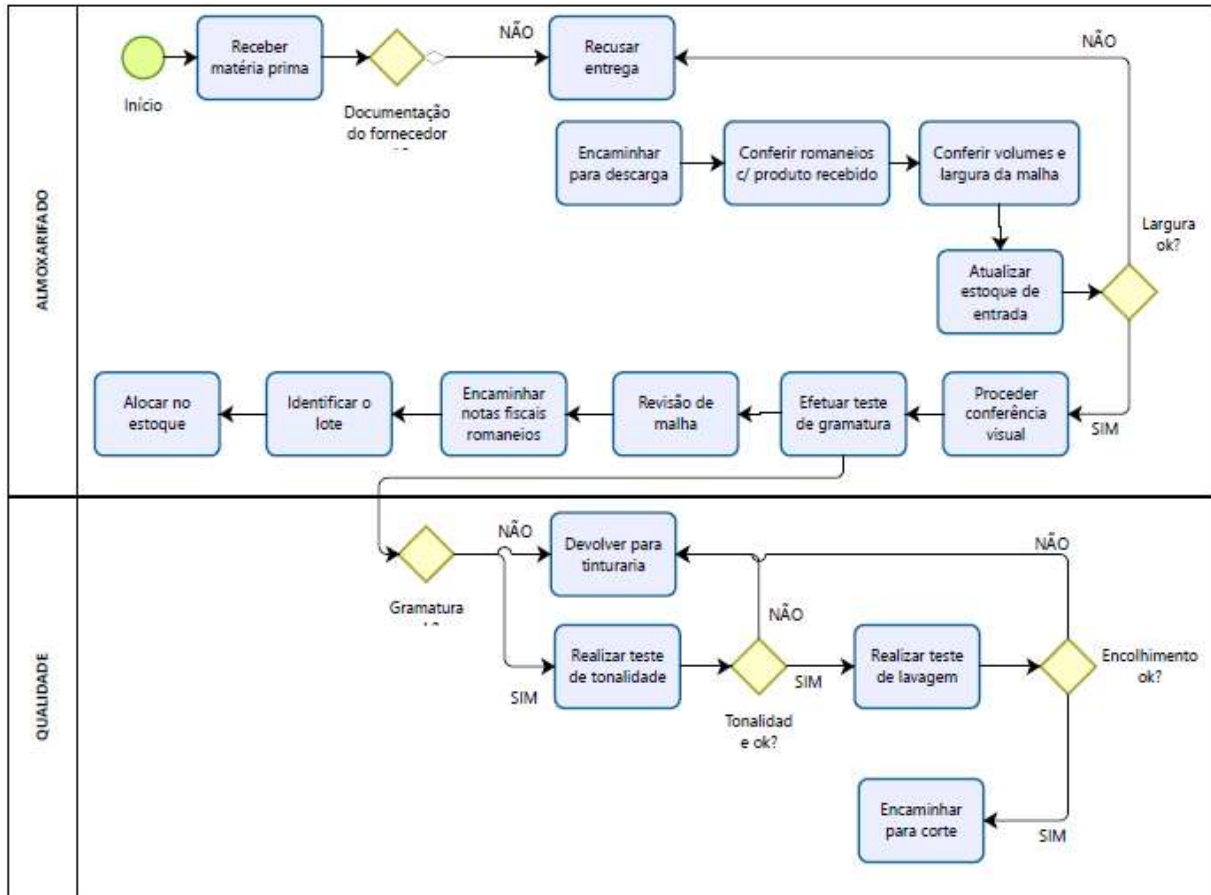 ALMOXARIFADO
Início
Receber
matéria prima
Documentação
do fornecedor
NÃO
Recusar
entrega
NÃO
Encaminhar
para descarga
Conferir romaneios
c/ produto recebido
Conferir volumes e
largura da malha
Atualizar
estoque de
entrada
Largura
ok?
SIM
Proceder
conferência
visual
Efetuar teste
de gramatura
Revisão de
malha
Encaminhar
notas fiscais
romaneios
Identificar o
lote
Alocar no
estoque
QUALIDADE
Gramatura
NÃO
Devolver para
tinturaria
SIM
Realizar teste
de tonalidade
NÃO
Tonalidad
e ok?
SIM
Realizar teste
de lavagem
NÃO
Encolhimento
ok?
SIM
Encaminhar
para corte